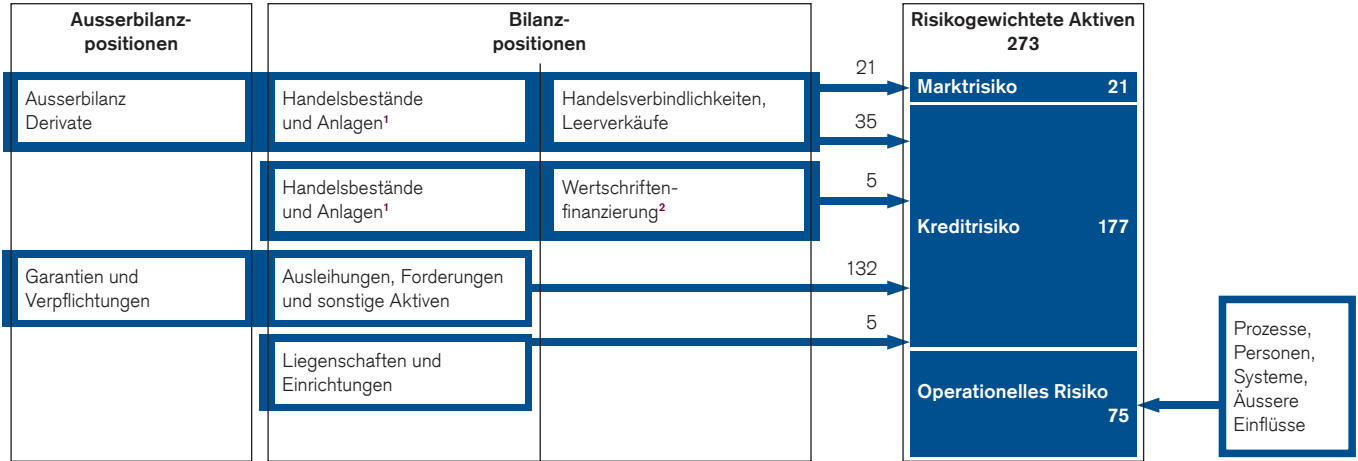 Ausserbilanz-
positionen
Bilanz-
positionen
Risikogewichtete Aktiven
273
Ausserbilanz
Derivate
Handelsbestände
und Anlagen¹
Handelsverbindlichkeiten,
Leerverkäufe
21
35
Marktrisiko 21
Handelsbestände
und Anlagen¹
Wertschriften-
finanzierung²
5
Kreditrisiko 177
Garantien und
Verpflichtungen
Ausleihungen, Forderungen
und sonstige Aktiven
132
Liegenschaften und
Einrichtungen
5
Operationelles Risiko
75
Prozesse,
Personen,
Systeme,
Äussere
Einflüsse